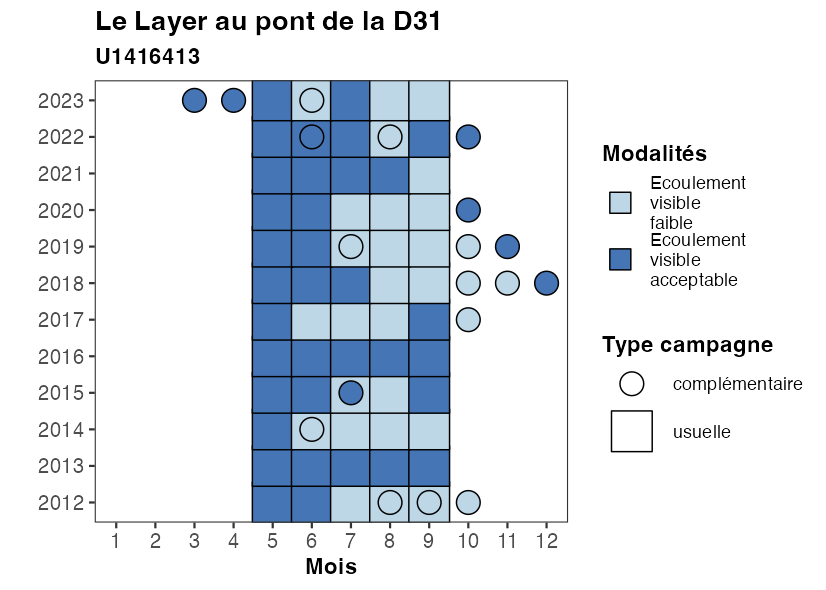 Le Layer au pont de la D31
U1416413
2023
2022
2021
2020
2019
2018
2017
2016
2015
2014
2013
2012
1 2 3 4 5 6 7 8 9 10 11 12
Mois
Modalités
Ecoulement
visible
faible
Ecoulement
visible
acceptable
Type campagne
complémentaire
usuelle